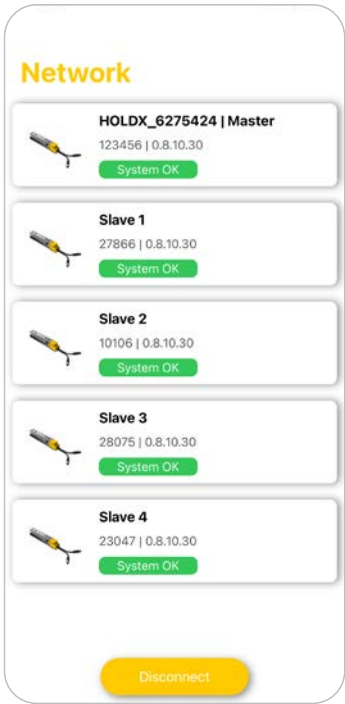 Network
HOLDX_6275424 | Master
123456 | 0.8.10.30
System OK
Slave 1
27866 | 0.8.10.30
System OK
Slave 2
10106 | 0.8.10.30
System OK
Slave 3
28075 | 0.8.10.30
System OK
Slave 4
23047 | 0.8.10.30
System OK
Disconnect